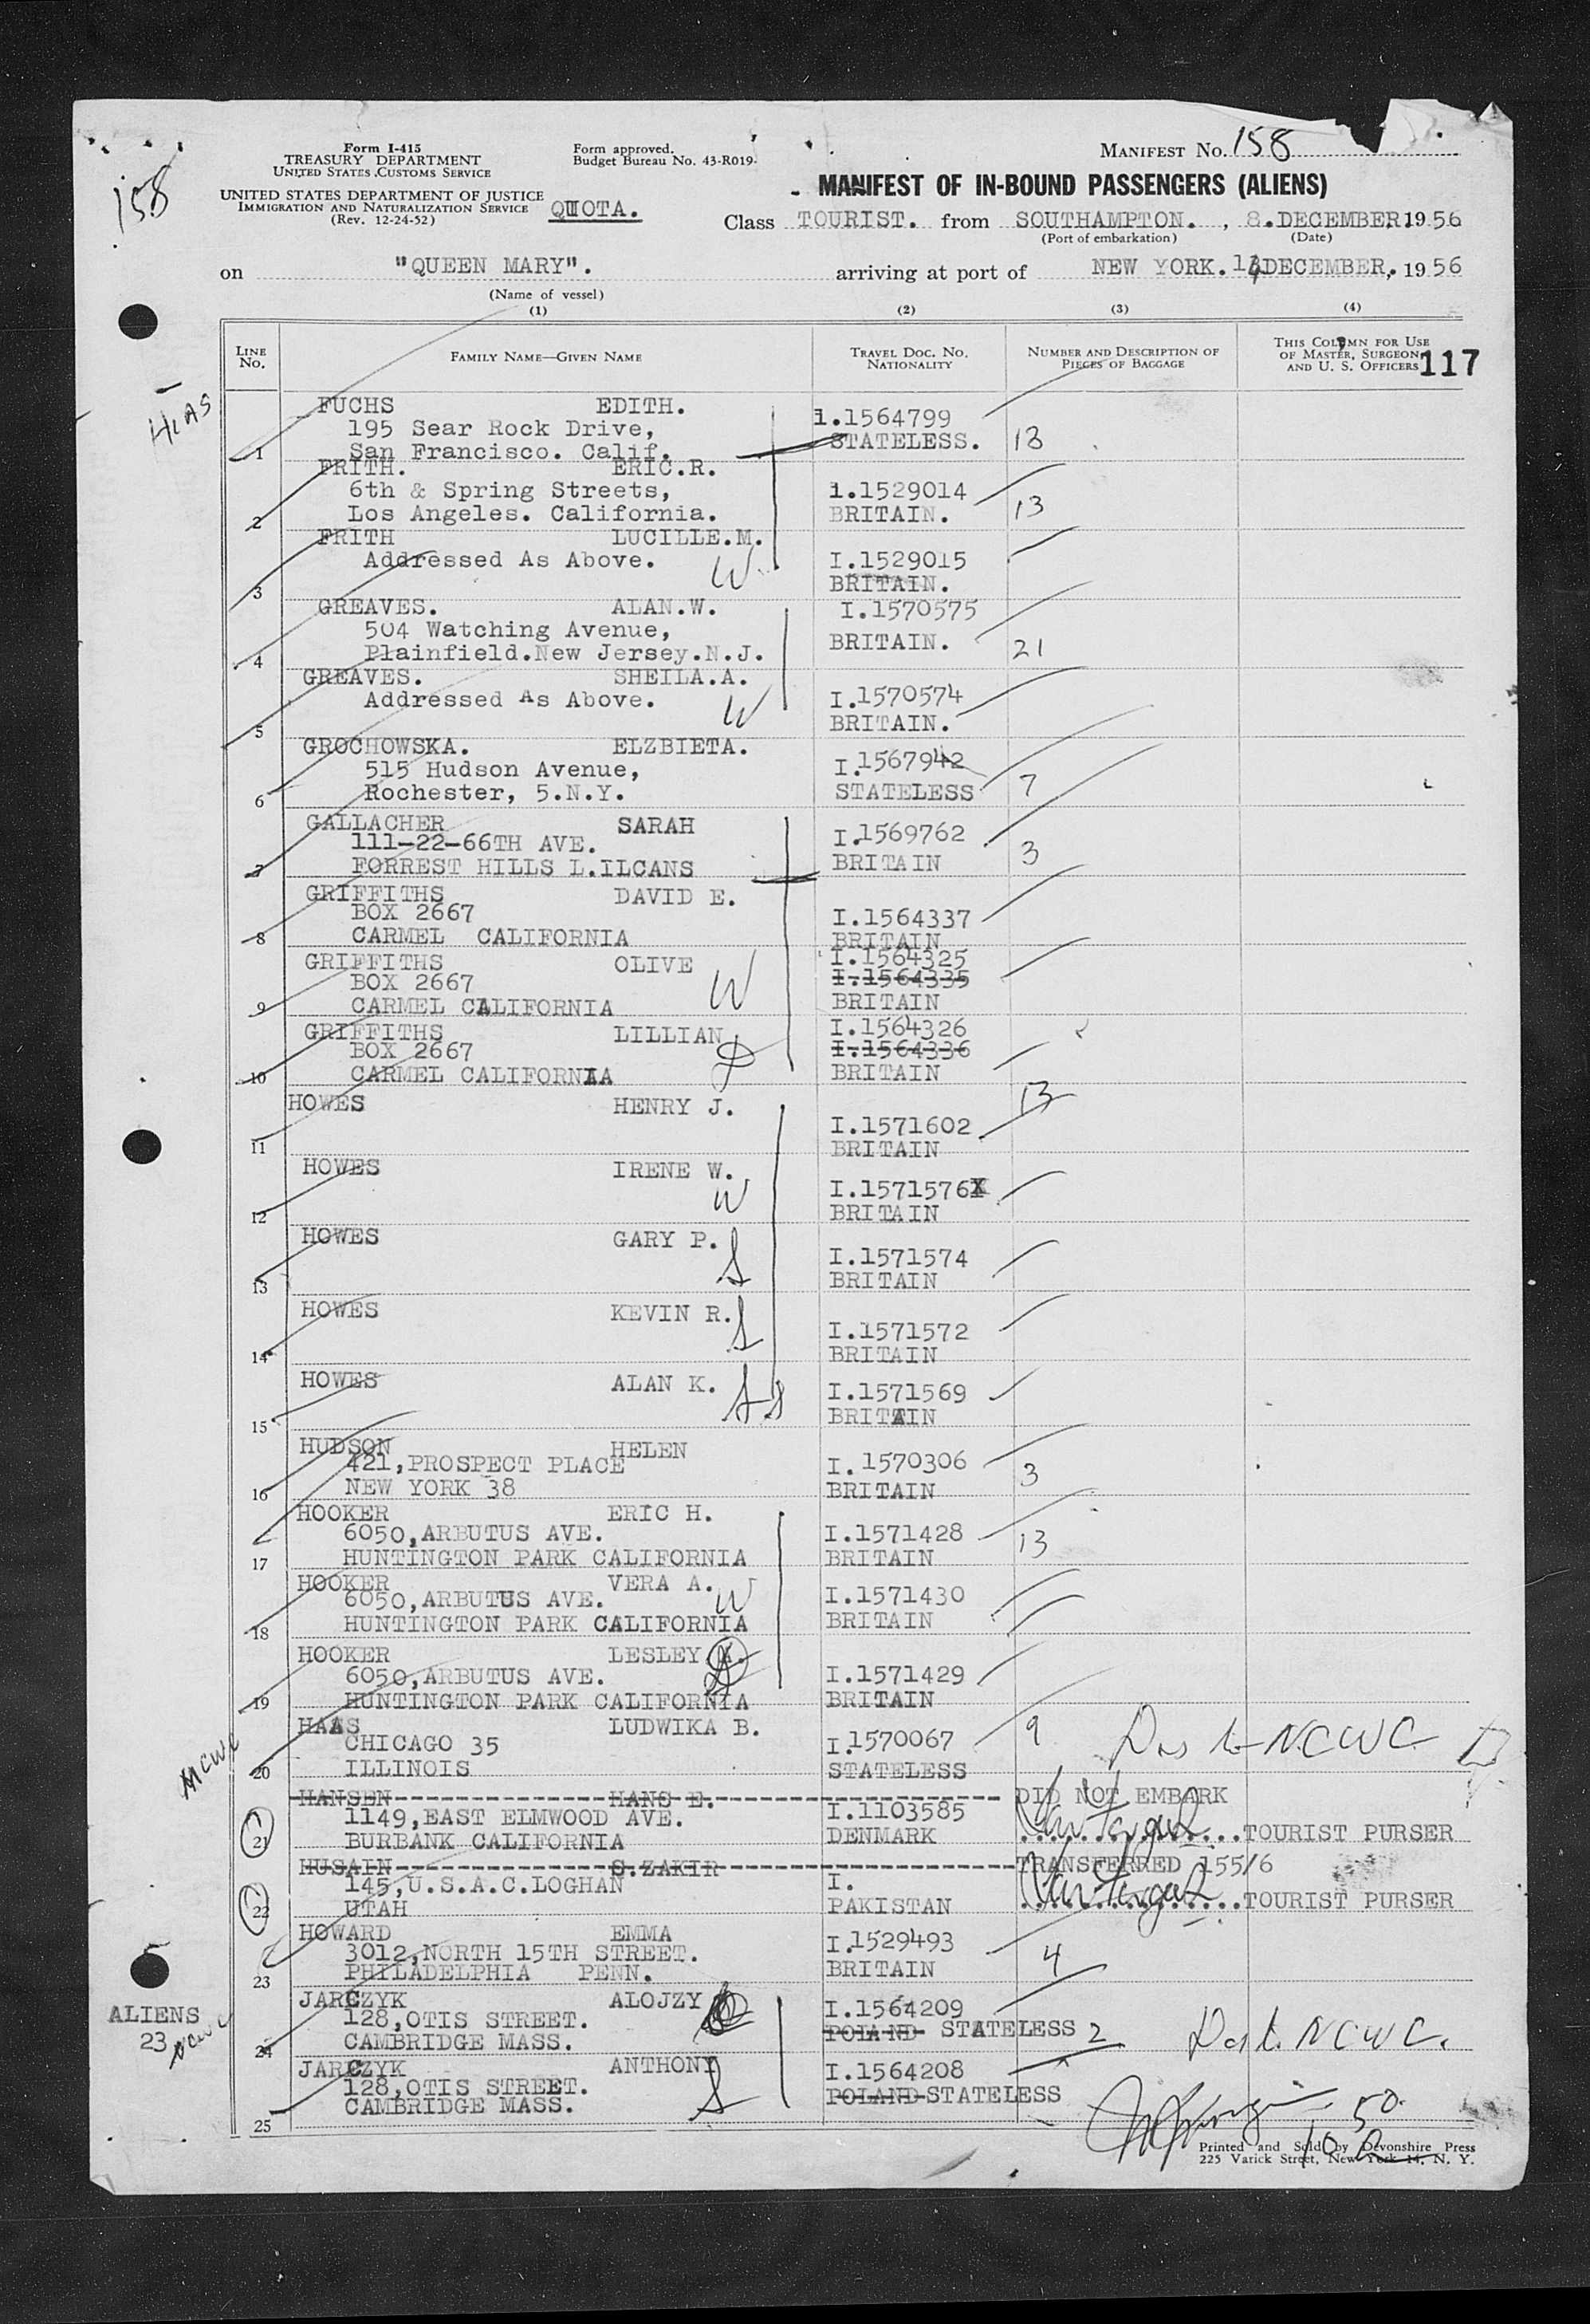 Form I-415
TREASURY DEPARTMENT
UNITED STATES CUSTOMS SERVICE
UNITED STATES DEPARTMENT OF JUSTICE
IMMIGRATION AND NATURALIZATION SERVICE
(Rev. 12-24-52)
QUOTA.
Form approved.
Budget Bureau No. 43-R019.
158
MANIFEST No. 158
MANIFEST OF IN-BOUND PASSENGERS (ALIENS)
Class TOURIST. from SOUTHAMPTON. , 8.DECEMBER.1956
(Port of embarkation) (Date)
on "QUEEN MARY". arriving at port of NEW YORK. DECEMBER, 1956
(Name of vessel)
(1) (2) (3) (4)
LINE No. FAMILY NAME—GIVEN NAME TRAVEL DOC. NO. NATIONALITY NUMBER AND DESCRIPTION OF PIECES OF BAGGAGE THIS COLUMN FOR USE OF MASTER, SURGEON, AND U. S. OFFICERS 117
HIAS
FUCHS EDITH. 1.1564799
195 Sear Rock Drive, STATELESS. 13
1 San Francisco. Calif.
FRITH. ERIC.R.
6th & Spring Streets, 1.1529014
2 Los Angeles. California. BRITAIN. 13
FRITH LUCILLE.M.
Addressed As Above. W I.1529015
3 BRITAIN.
GREAVES. ALAN.W. I.1570575
504 Watching Avenue, BRITAIN.
4 Plainfield.New Jersey.N.J. 21
GREAVES. SHEILA.A.
Addressed As Above. W I.1570574
5 BRITAIN.
GROCHOWSKA. ELZBIETA.
515 Hudson Avenue, I.1567942
6 Rochester, 5.N.Y. STATELESS 7
GALLACHER SARAH
111-22-66TH AVE. I.1569762
7 FORREST HILLS L.ILCANS BRITAIN 3
GRIFFITHS DAVID E.
BOX 2667 I.1564337
8 CARMEL CALIFORNIA BRITAIN
GRIFFITHS OLIVE I.1564325
BOX 2667 W I.1564335
9 CARMEL CALIFORNIA BRITAIN
GRIFFITHS LILLIAN I.1564326
BOX 2667 I.1564336
10 CARMEL CALIFORNIA BRITAIN
HOWES HENRY J. 13
11 I.1571602
BRITAIN
HOWES IRENE W.
12 W I.1571576
BRITAIN
HOWES GARY P.
13 S I.1571574
BRITAIN
HOWES KEVIN R.
14 S I.1571572
BRITAIN
HOWES ALAN K. I.1571569
15 BRITAIN
HUDSON HELEN
421,PROSPECT PLACE I.1570306 3
16 NEW YORK 38 BRITAIN
HOOKER ERIC H.
6050,ARBUTUS AVE. I.1571428
17 HUNTINGTON PARK CALIFORNIA BRITAIN 13
HOOKER VERA A.
6050,ARBUTUS AVE. W I.1571430
18 HUNTINGTON PARK CALIFORNIA BRITAIN
HOOKER LESLEY
6050,ARBUTUS AVE. I.1571429
19 HUNTINGTON PARK CALIFORNIA BRITAIN
NCWC
HAAS LUDWIKA B.
CHICAGO 35 I.1570067 9 NCWC
20 ILLINOIS STATELESS
HANSEN HANS E. DID NOT EMBARK
1149,EAST ELMWOOD AVE. I.1103585
21 BURBANK CALIFORNIA DENMARK TOURIST PURSER
HUSAIN S.ZAKIR TRANSFERRED 155/6
145,U.S.A.C.LOGHAN I.
22 UTAH PAKISTAN TOURIST PURSER
HOWARD EMMA
3012,NORTH 15TH STREET. I.1529493
23 PHILADELPHIA PENN. BRITAIN 4
ALIENS
23 NCWC
JARCZYK ALOJZY I.1564209
128,OTIS STREET. POLAND STATELESS 2 NCWC.
24 CAMBRIDGE MASS.
JARCZYK ANTHONY I.1564208
128,OTIS STREET. S POLAND STATELESS
25 CAMBRIDGE MASS.
50.
Printed and Sold by Devonshire Press
225 Varick Street, New York 14, N. Y.